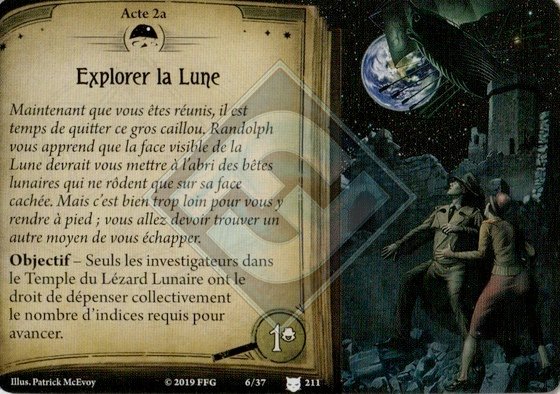 Acte 2a
Explorer la Lune
Maintenant que vous êtes réunis, il est
temps de quitter ce gros caillou. Randolph
vous apprend que la face visible de la
Lune devrait vous mettre à l'abri des bêtes
lunaires qui ne rôdent que sur sa face
cachée. Mais c'est bien trop loin pour vous y
rendre à pied ; vous allez devoir trouver un
autre moyen de vous échapper.
Objectif – Seuls les investigateurs dans
le Temple du Lézard Lunaire ont le
droit de dépenser collectivement
le nombre d'indices requis pour
avancer.
1
Illus. Patrick McEvoy © 2019 FFG 6/37 211